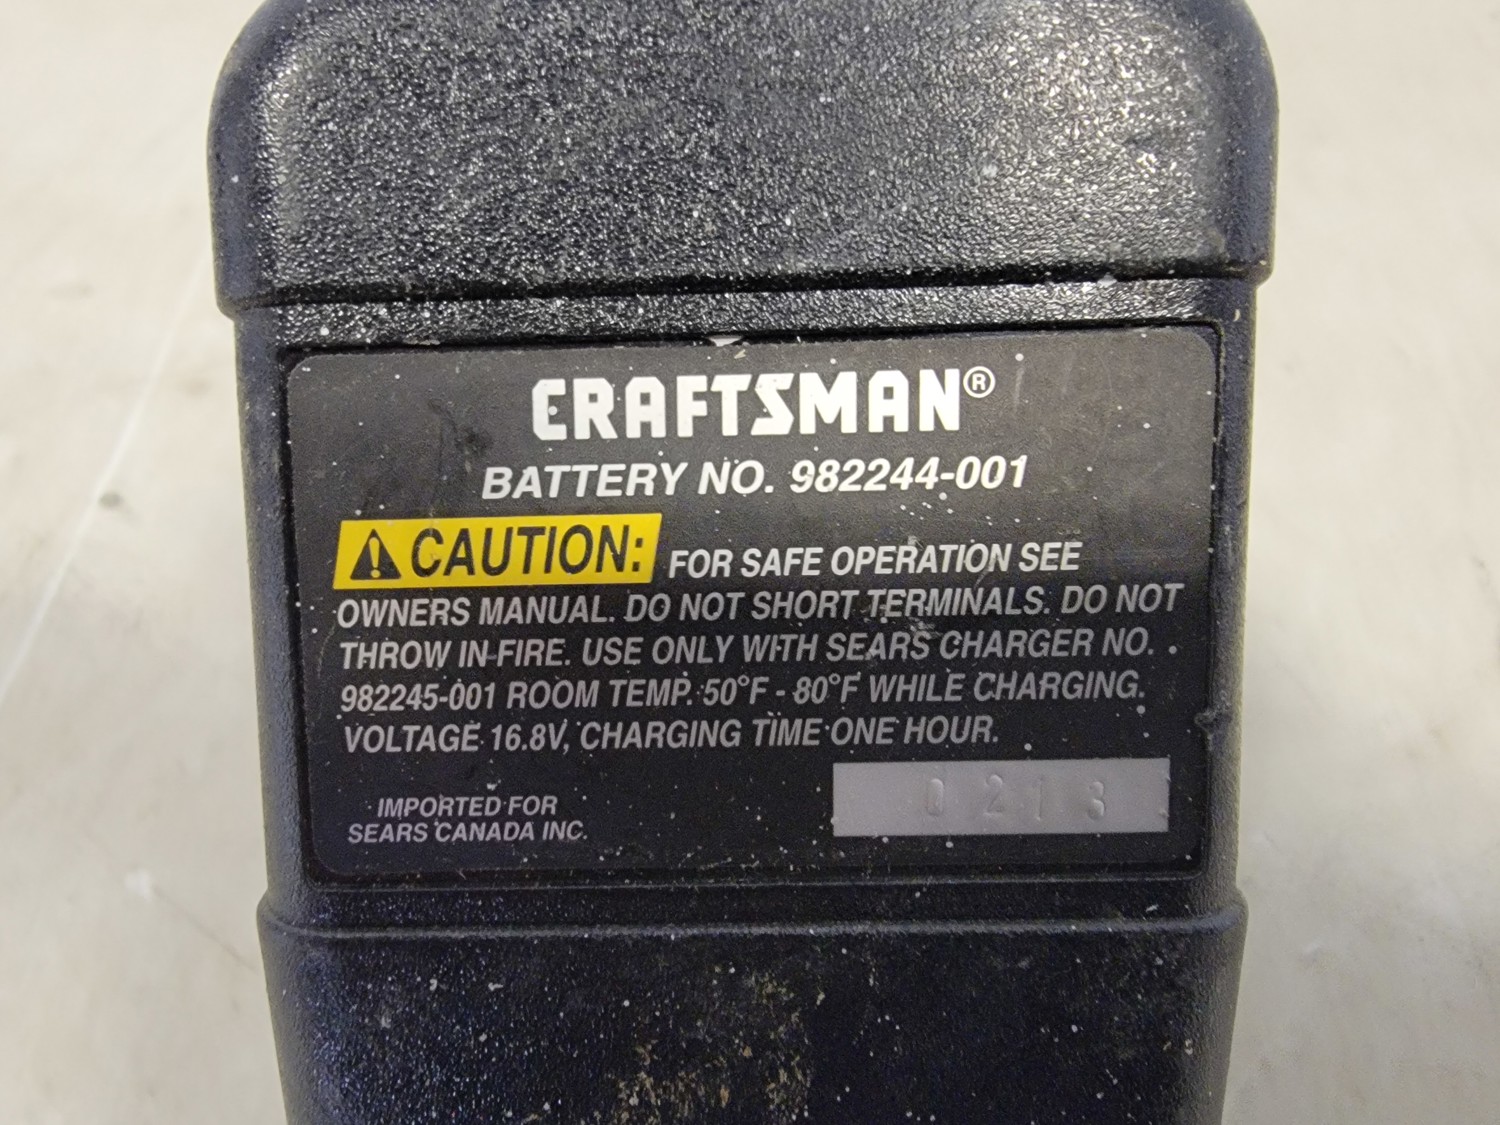 CRAFTSMAN®
BATTERY NO. 982244-001
CAUTION: FOR SAFE OPERATION SEE
OWNERS MANUAL. DO NOT SHORT TERMINALS. DO NOT
THROW IN FIRE. USE ONLY WITH SEARS CHARGER NO.
982245-001 ROOM TEMP. 50°F - 80°F WHILE CHARGING.
VOLTAGE 16.8V, CHARGING TIME ONE HOUR.
IMPORTED FOR
SEARS CANADA INC.
0213